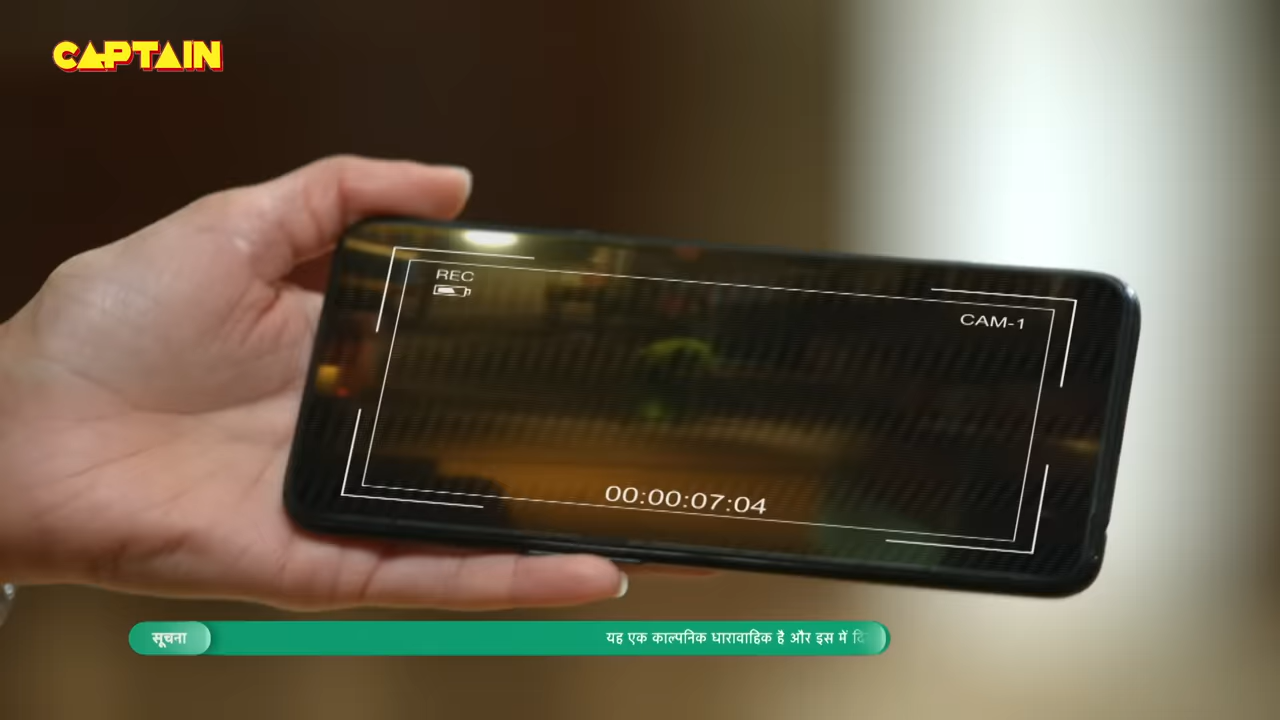 CAPTAIN
REC
CAM-1
00:00:07:04
सूचना
यह एक काल्पनिक धारावाहिक है और इस में